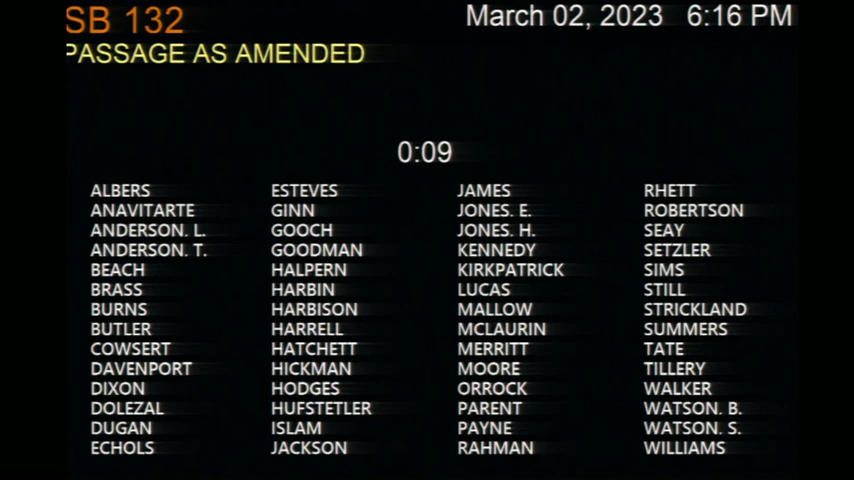 SB 132
March 02, 2023 6:16 PM
PASSAGE AS AMENDED
0:09
ALBERS
ANAVITARTE
ANDERSON. L.
ANDERSON. T.
BEACH
BRASS
BURNS
BUTLER
COWSERT
DAVENPORT
DIXON
DOLEZAL
DUGAN
ECHOLS
ESTEVES
GINN
GOOCH
GOODMAN
HALPERN
HARBIN
HARBISON
HARRELL
HATCHETT
HICKMAN
HODGES
HUFSTETLER
ISLAM
JACKSON
JAMES
JONES. E.
JONES. H.
KENNEDY
KIRKPATRICK
LUCAS
MALLOW
MCLAURIN
MERRITT
MOORE
ORROCK
PARENT
PAYNE
RAHMAN
RHETT
ROBERTSON
SEAY
SETZLER
SIMS
STILL
STRICKLAND
SUMMERS
TATE
TILLERY
WALKER
WATSON. B.
WATSON. S.
WILLIAMS